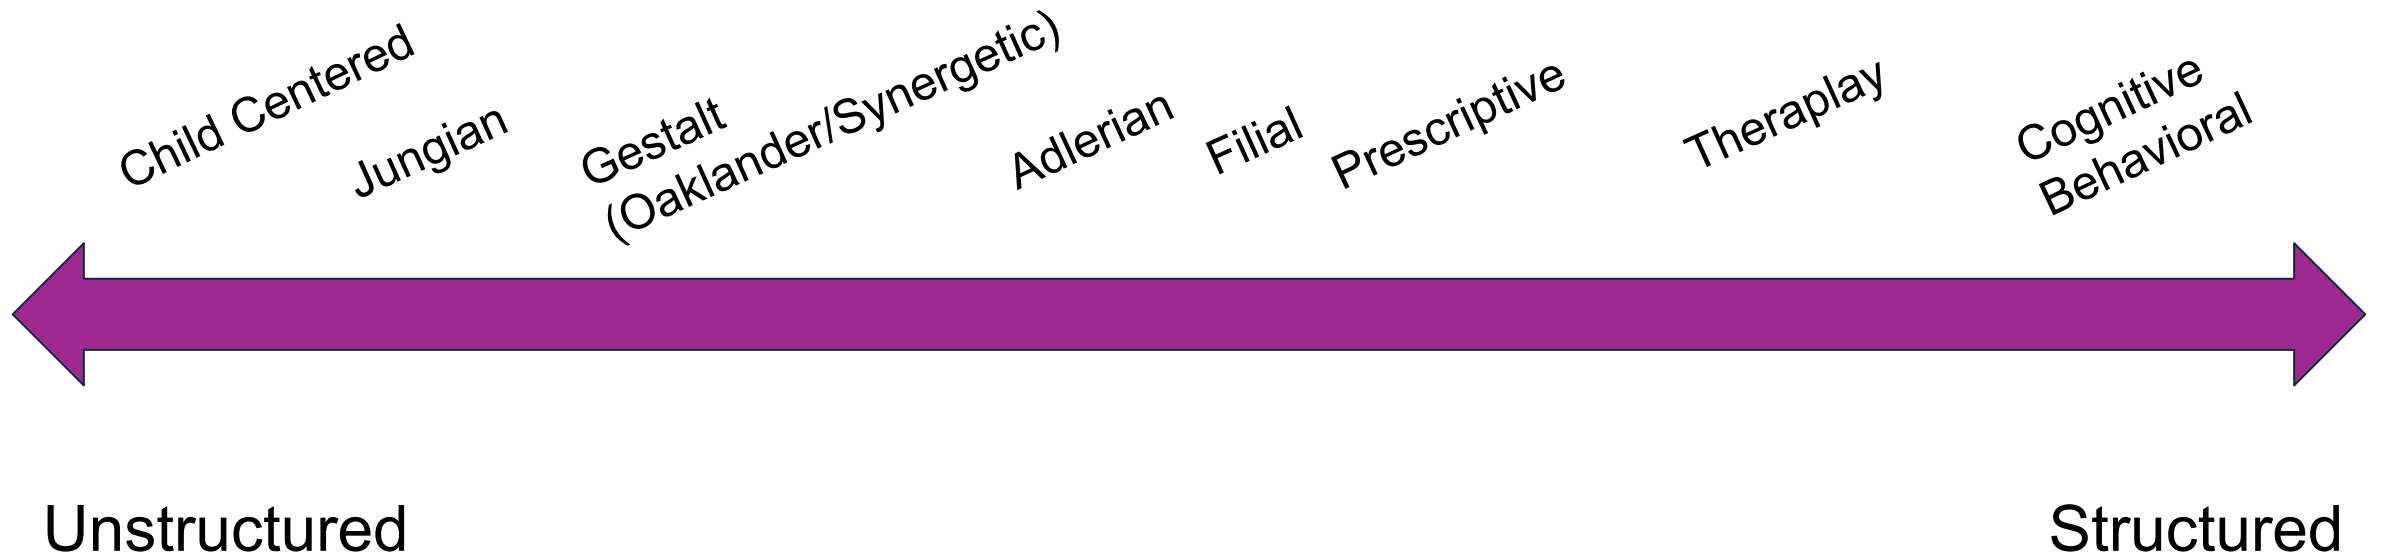 Child Centered
Jungian
Gestalt
(Oaklander/Synergetic)
Adlerian
Filial
Prescriptive
Theraplay
Cognitive
Behavioral
Unstructured
Structured